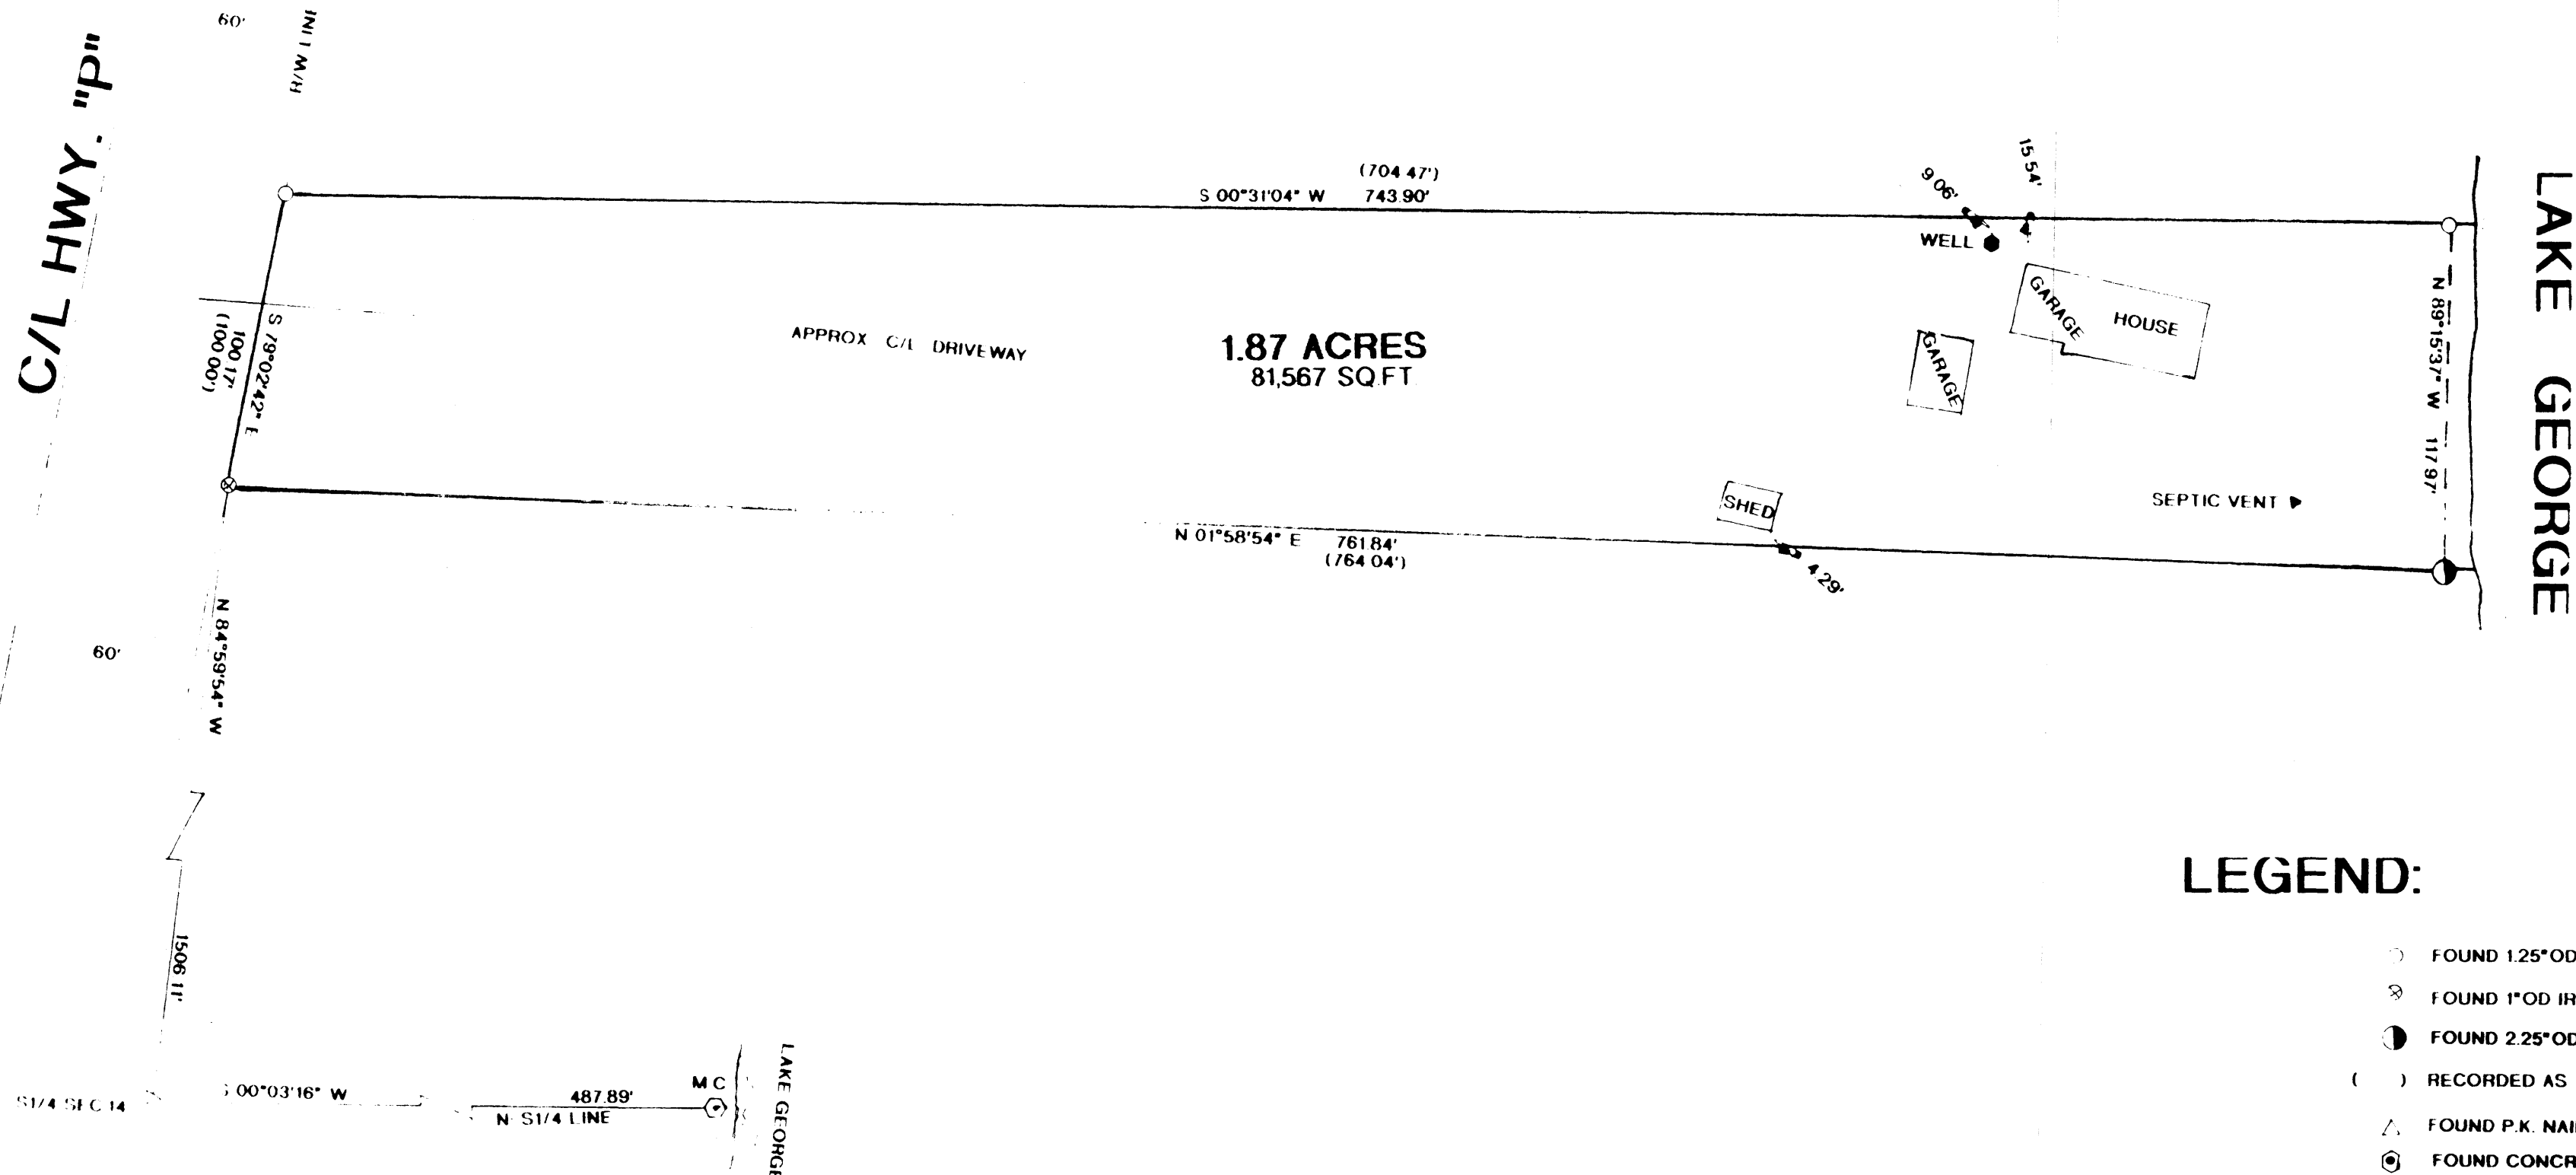 60'
R/W LINE
C/L HWY. "P"
(704 47')
S 00°31'04" W 743.90'
9 06'
15 54'
WELL
LAKE GEORGE
N 89°15'37" W 117 97'
GARAGE
HOUSE
GARAGE
S 79°02'42" E
100 17'
(100 00')
APPROX C/L DRIVEWAY
1.87 ACRES
81,567 SQ.FT.
SHED
SEPTIC VENT
N 01°58'54" E 761.84'
(764 04')
4.29'
N 84°59'54" W
60'
1506 11'
LEGEND:
FOUND 1.25"OD
FOUND 1"OD IR
FOUND 2.25"OD
( ) RECORDED AS
FOUND P.K. NAI
FOUND CONCR
S1/4 SEC 14
S 00°03'16" W
487.89'
N- S1/4 LINE
M C
LAKE GEORGE